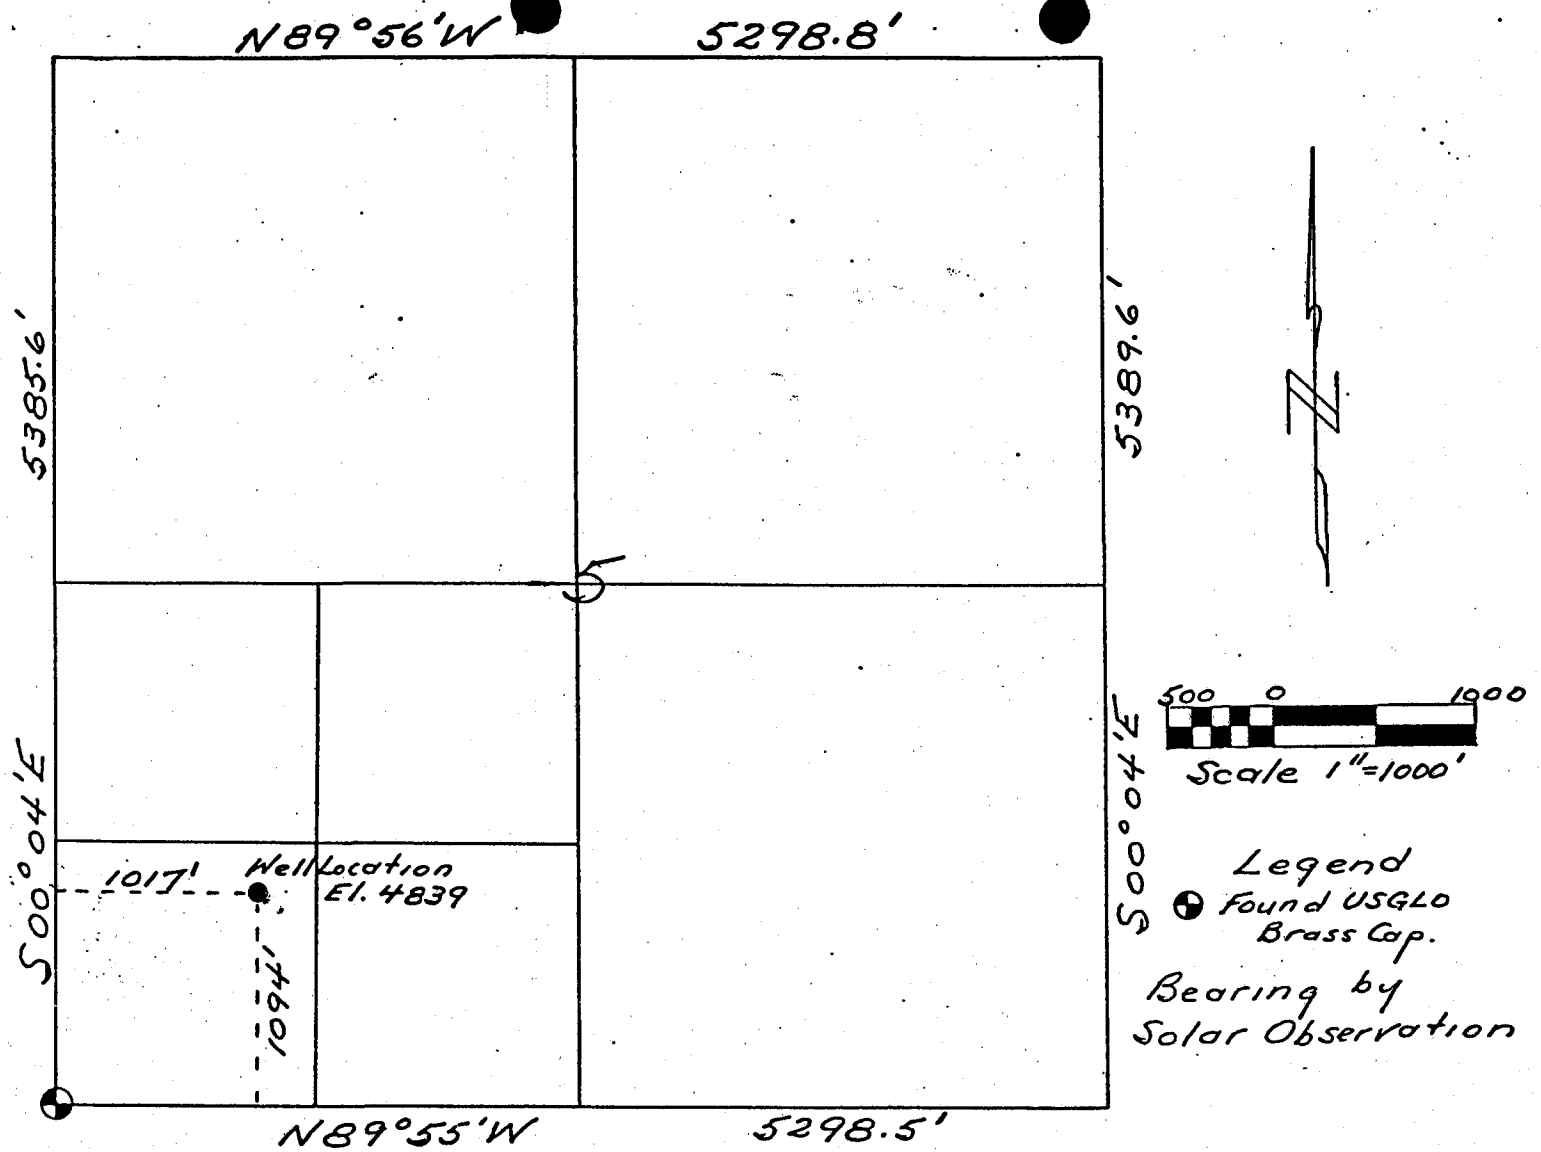 N89°56'W 5298.8'
5385.6'
S00°04'E
5389.6'
S00°04'E
N
500 0 1000
Scale 1"=1000'
1017'
Well Location
El. 4839
1094'
Legend
Found USGLO
Brass Cap.
Bearing by
Solar Observation
N89°55'W 5298.5'